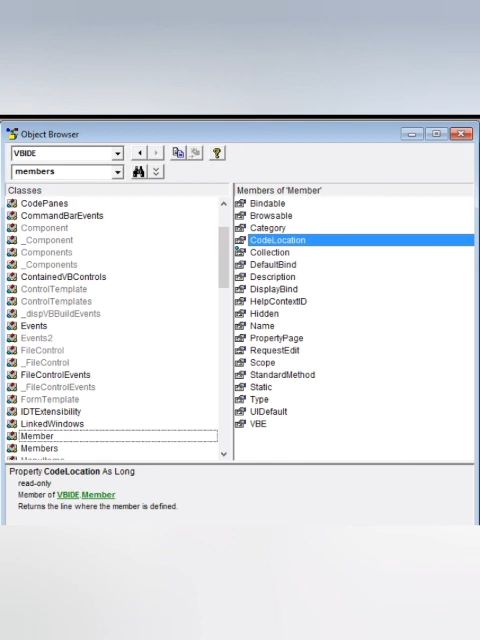 Object Browser
VBIDE
members
Classes
CodePanes
CommandBarEvents
Component
_Component
Components
_Components
ContainedVBControls
ControlTemplate
ControlTemplates
_dispVBBuildEvents
Events
Events2
FileControl
_FileControl
FileControlEvents
_FileControlEvents
FormTemplate
IDTExtensibility
LinkedWindows
Member
Members
Members of 'Member'
Bindable
Browsable
Category
CodeLocation
Collection
DefaultBind
Description
DisplayBind
HelpContextID
Hidden
Name
PropertyPage
RequestEdit
Scope
StandardMethod
Static
Type
UIDefault
VBE
Property CodeLocation As Long
read-only
Member of VBIDE.Member
Returns the line where the member is defined.